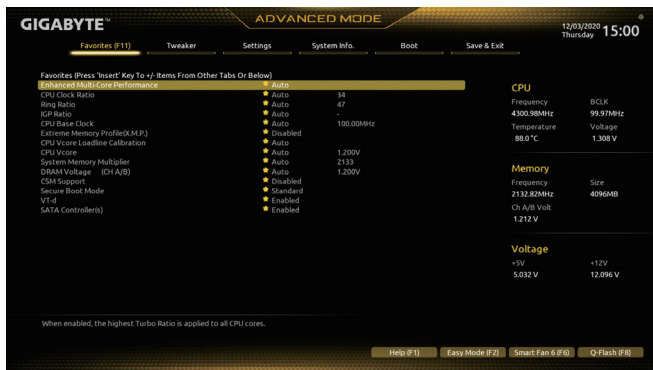 GIGABYTE™
ADVANCED MODE
12/03/2020 Thursday 15:00
Favorites (F11) Tweaker Settings System Info. Boot Save & Exit
Favorites (Press 'Insert' Key To +/- Items From Other Tabs Or Below)
Enhanced Multi-Core Performance Auto
CPU Clock Ratio Auto 34
Ring Ratio Auto 47
IGP Ratio Auto -
CPU Base Clock Auto 100.00MHz
Extreme Memory Profile(X.M.P.) Disabled
CPU Vcore Loadline Calibration Auto
CPU Vcore Auto 1.200V
System Memory Multiplier Auto 2133
DRAM Voltage (CH A/B) Auto 1.200V
CSM Support Disabled
Secure Boot Mode Standard
VT-d Enabled
SATA Controller(s) Enabled
CPU
Frequency BCLK
4300.98MHz 99.97MHz
Temperature Voltage
88.0 °C 1.308 V
Memory
Frequency Size
2132.82MHz 4096MB
Ch A/B Volt
1.212 V
Voltage
+5V +12V
5.032 V 12.096 V
When enabled, the highest Turbo Ratio is applied to all CPU cores.
Help (F1) Easy Mode (F2) Smart Fan 6 (F6) Q-Flash (F8)